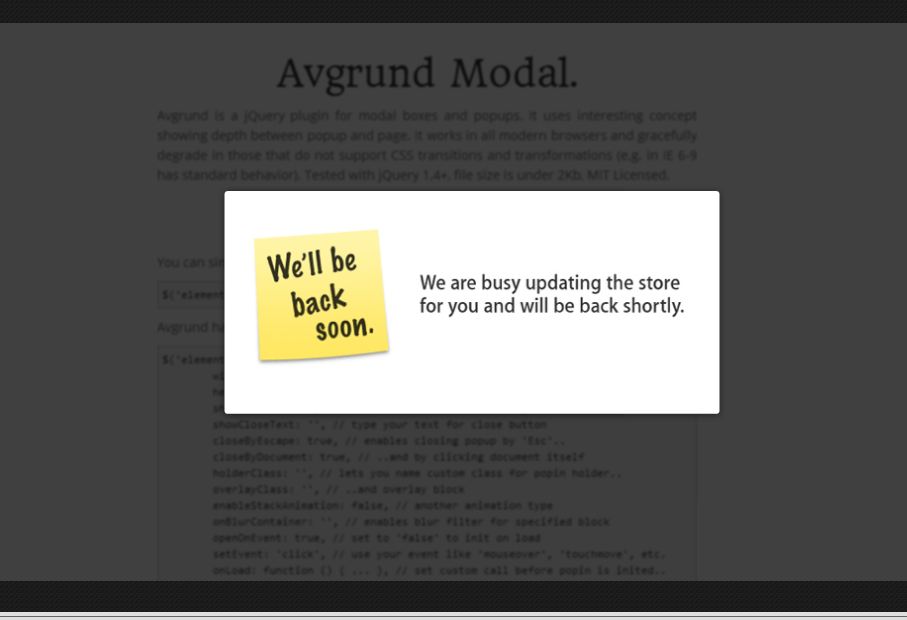 Avgrund Modal.
Avgrund is a jQuery plugin for modal boxes and popups. It uses interesting concept
showing depth between popup and page. It works in all modern browsers and gracefully
degrade in those that do not support CSS transitions and transformations (e.g. in IE 6-9
has standard behavior). Tested with jQuery 1.4+, file size is under 2Kb, MIT Licensed.
We'll be
back
soon.
We are busy updating the store
for you and will be back shortly.
You can
$('element
Avgrund
$('element
showCloseText: '', // type your text for close button
closeByEscape: true, // enables closing popup by 'Esc'..
closeByDocument: true, // ..and by clicking document itself
holderClass: '', // lets you name custom class for popin holder..
overlayClass: '', // ..and overlay block
enableStackAnimation: false, // another animation type
onBlurContainer: '', // enables blur filter for specified block
openOnEvent: true, // set to 'false' to init on load
setEvent: 'click', // use your event like 'mouseover', 'touchmove', etc.
onLoad: function () { ... }, // set custom call before popin is inited..